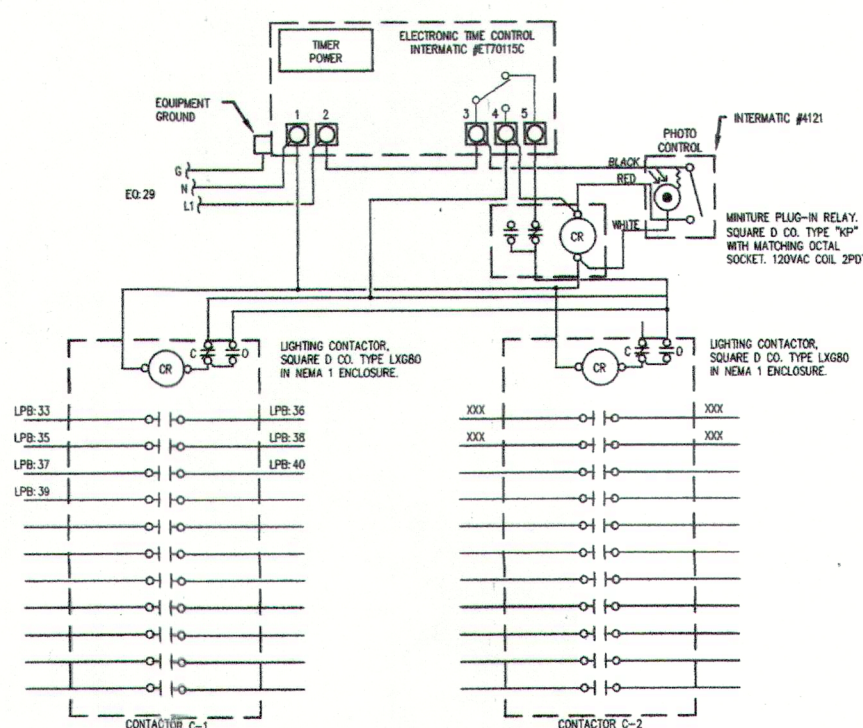 ELECTRONIC TIME CONTROL
INTERMATIC #ET70115C
TIMER
POWER
EQUIPMENT
GROUND
1
2
3
4
5
INTERMATIC #4121
PHOTO
CONTROL
BLACK
RED
WHITE
G
N
L1
EQ:29
CR
MINITURE PLUG-IN RELAY.
SQUARE D CO. TYPE "KP"
WITH MATCHING OCTAL
SOCKET. 120VAC COIL 2PDT
CR
C
O
LIGHTING CONTACTOR,
SQUARE D CO. TYPE LXG80
IN NEMA 1 ENCLOSURE.
CR
C
O
LIGHTING CONTACTOR,
SQUARE D CO. TYPE LXG80
IN NEMA 1 ENCLOSURE.
LPB:33
LPB:36
LPB:35
LPB:38
LPB:37
LPB:40
LPB:39
XXX
XXX
XXX
XXX
CONTACTOR C-1
CONTACTOR C-2